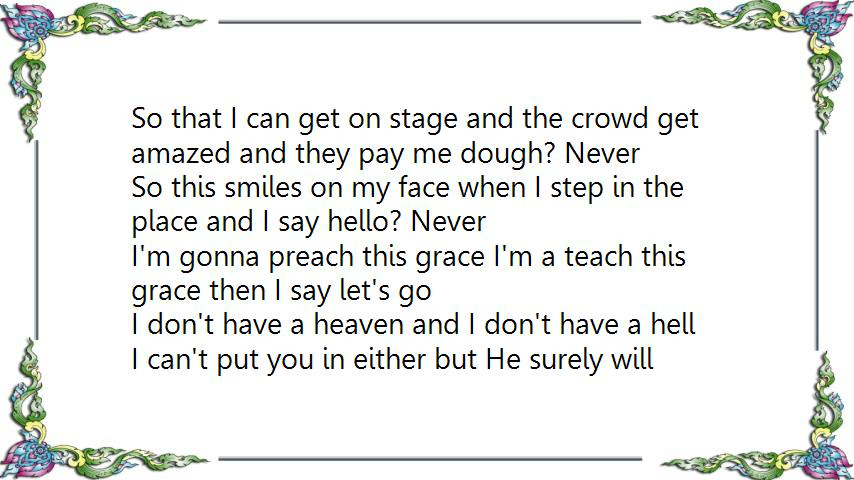 So that I can get on stage and the crowd get
amazed and they pay me dough? Never
So this smiles on my face when I step in the
place and I say hello? Never
I'm gonna preach this grace I'm a teach this
grace then I say let's go
I don't have a heaven and I don't have a hell
I can't put you in either but He surely will